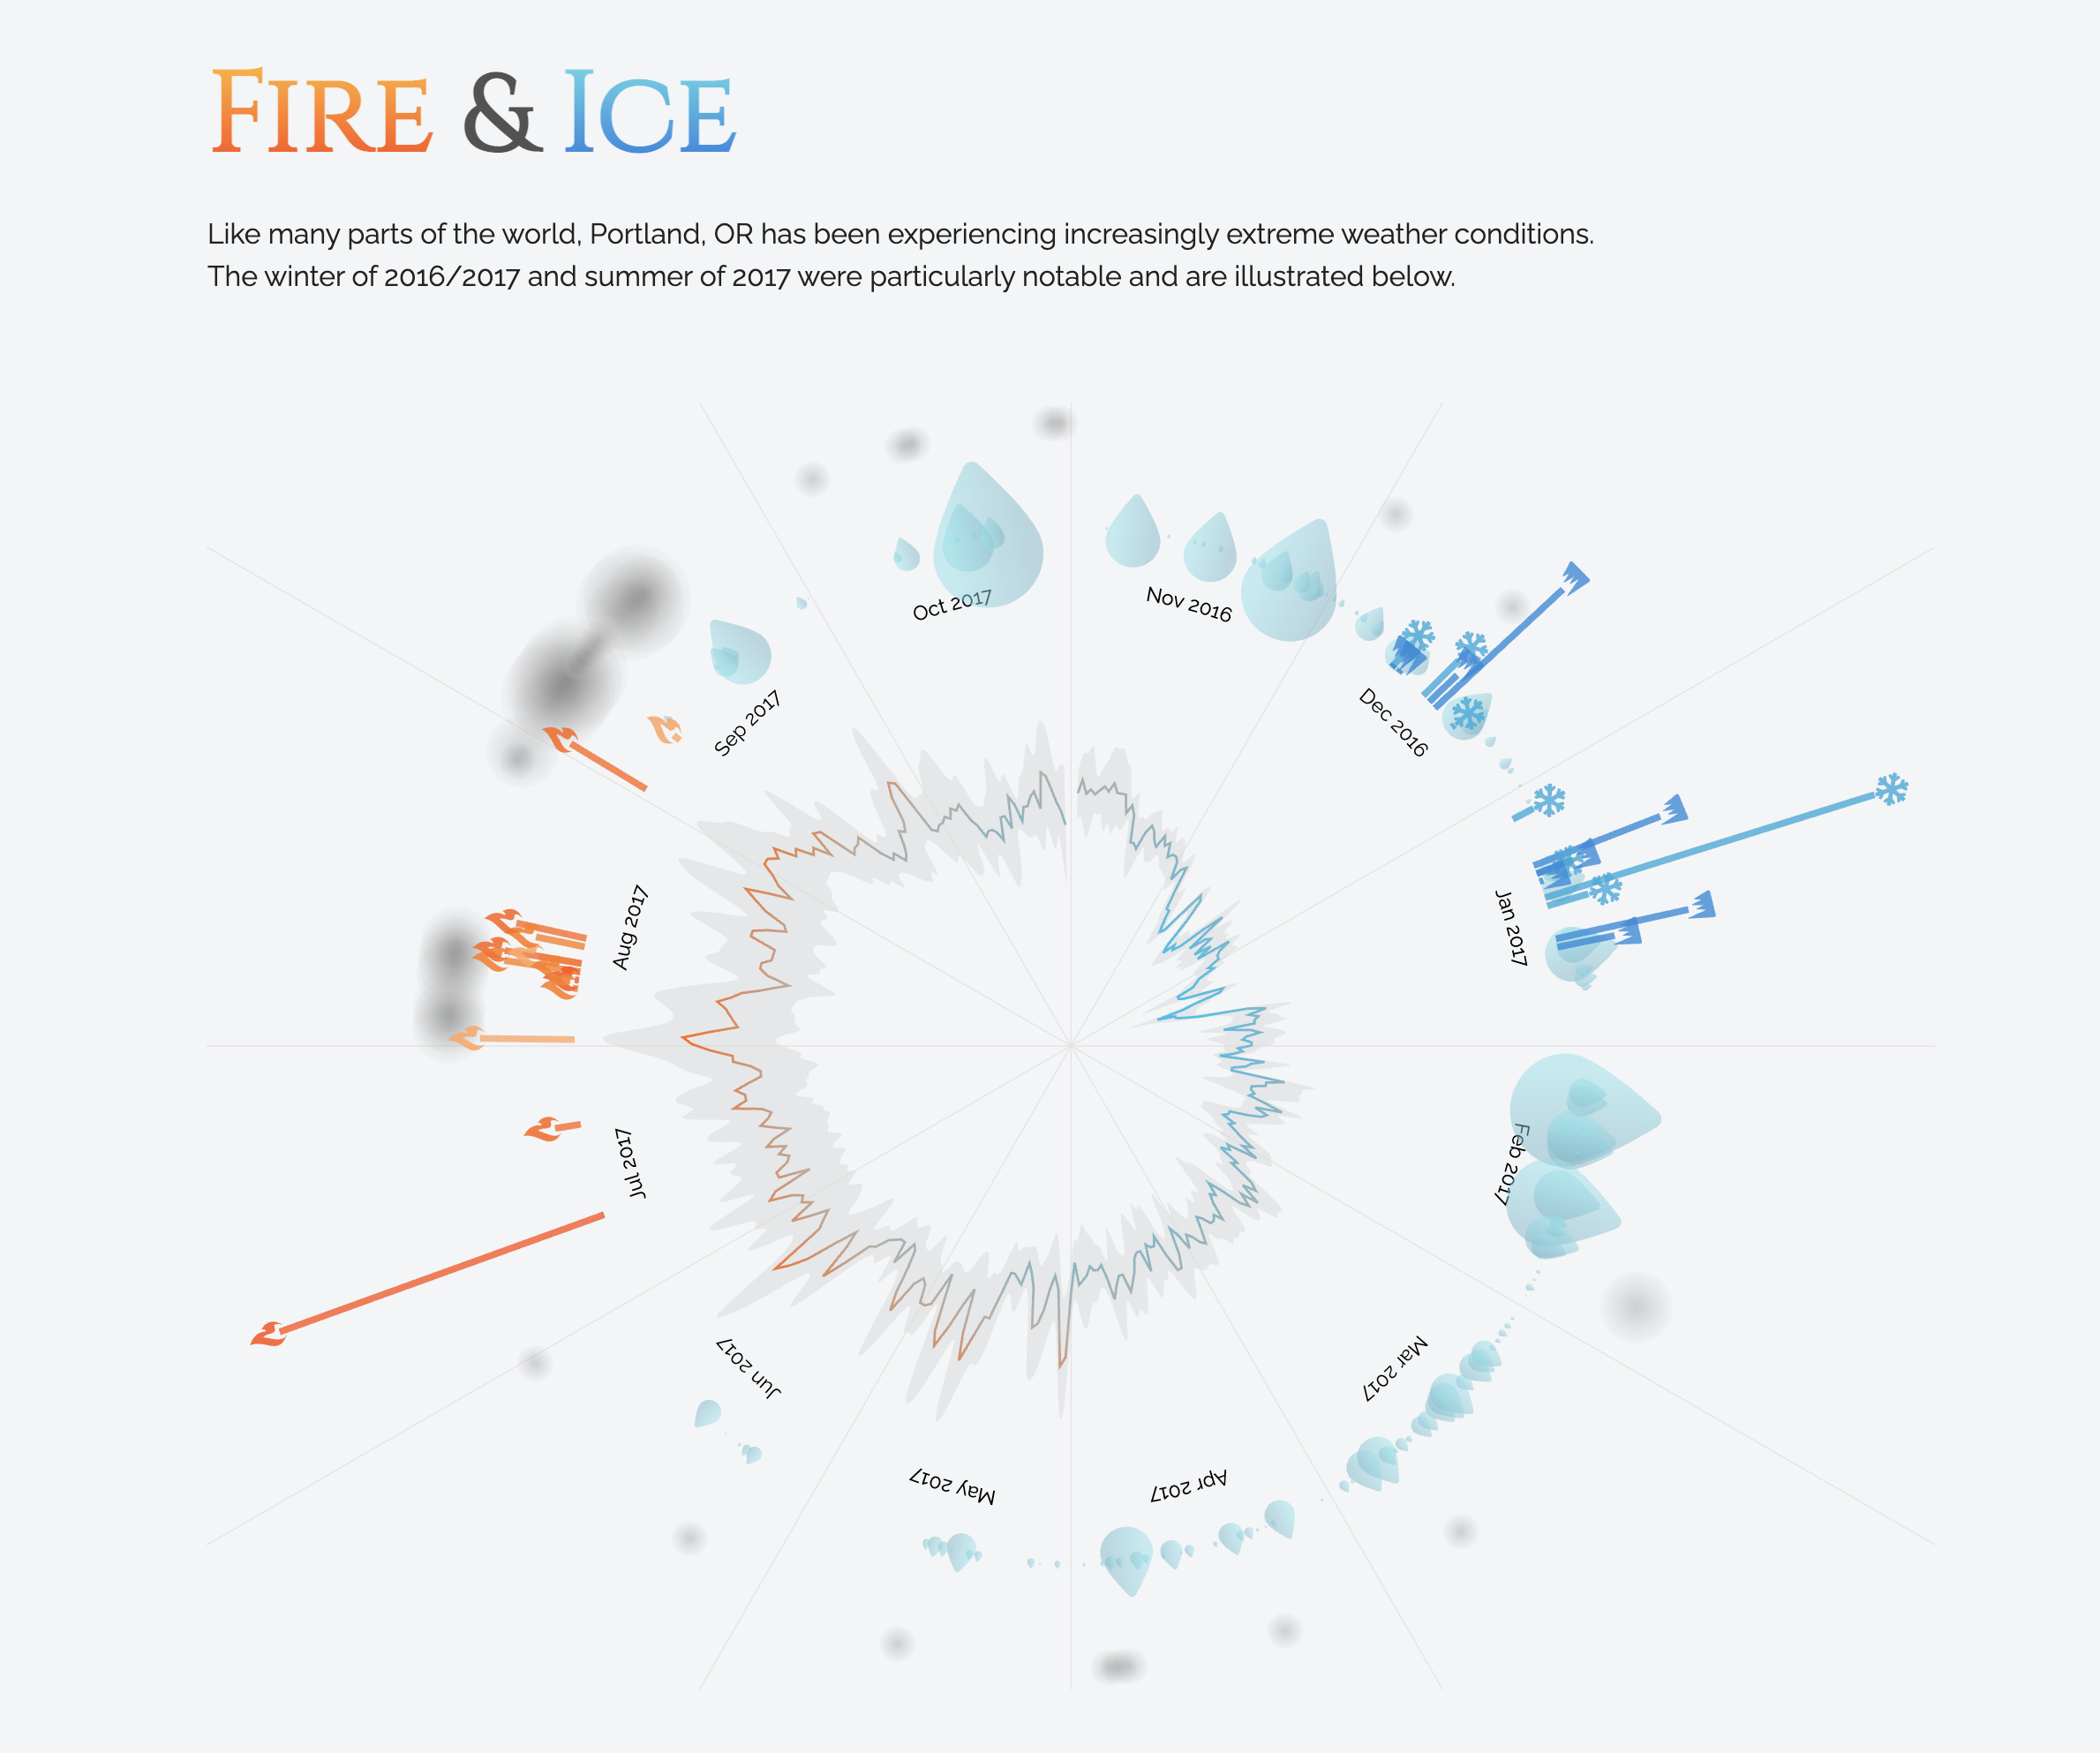 FIRE & ICE
Like many parts of the world, Portland, OR has been experiencing increasingly extreme weather conditions.
The winter of 2016/2017 and summer of 2017 were particularly notable and are illustrated below.
Nov 2016
Dec 2016
Jan 2017
Feb 2017
Mar 2017
Apr 2017
May 2017
Jun 2017
Jul 2017
Aug 2017
Sep 2017
Oct 2017